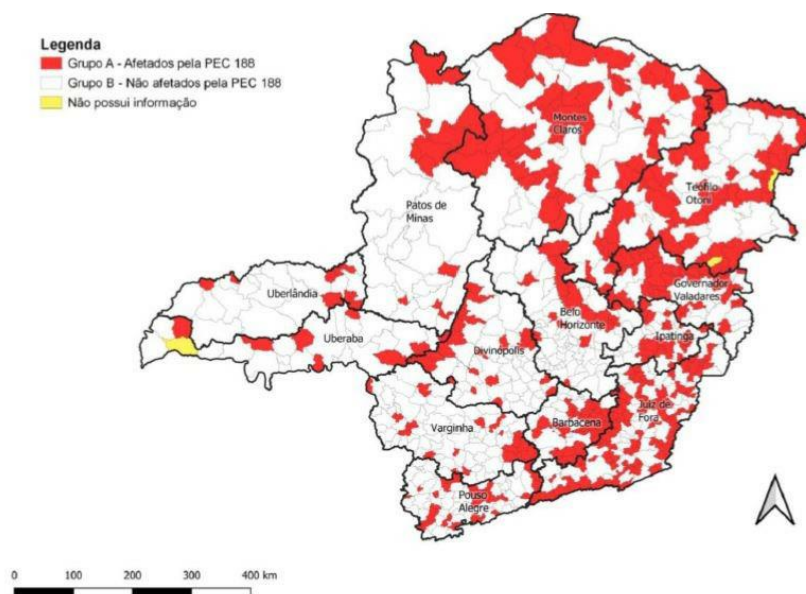 Legenda
Grupo A - Afetados pela PEC 188
Grupo B - Não afetados pela PEC 188
Não possui informação
Montes
Claros
Teófilo
Otoni
Patos de
Minas
Uberlândia
Governador
Valadares
Belo
Horizonte
Uberaba
Ipatinga
Divinópolis
Juiz de
Fora
Varginha
Barbacena
Pouso
Alegre
0 100 200 300 400 km